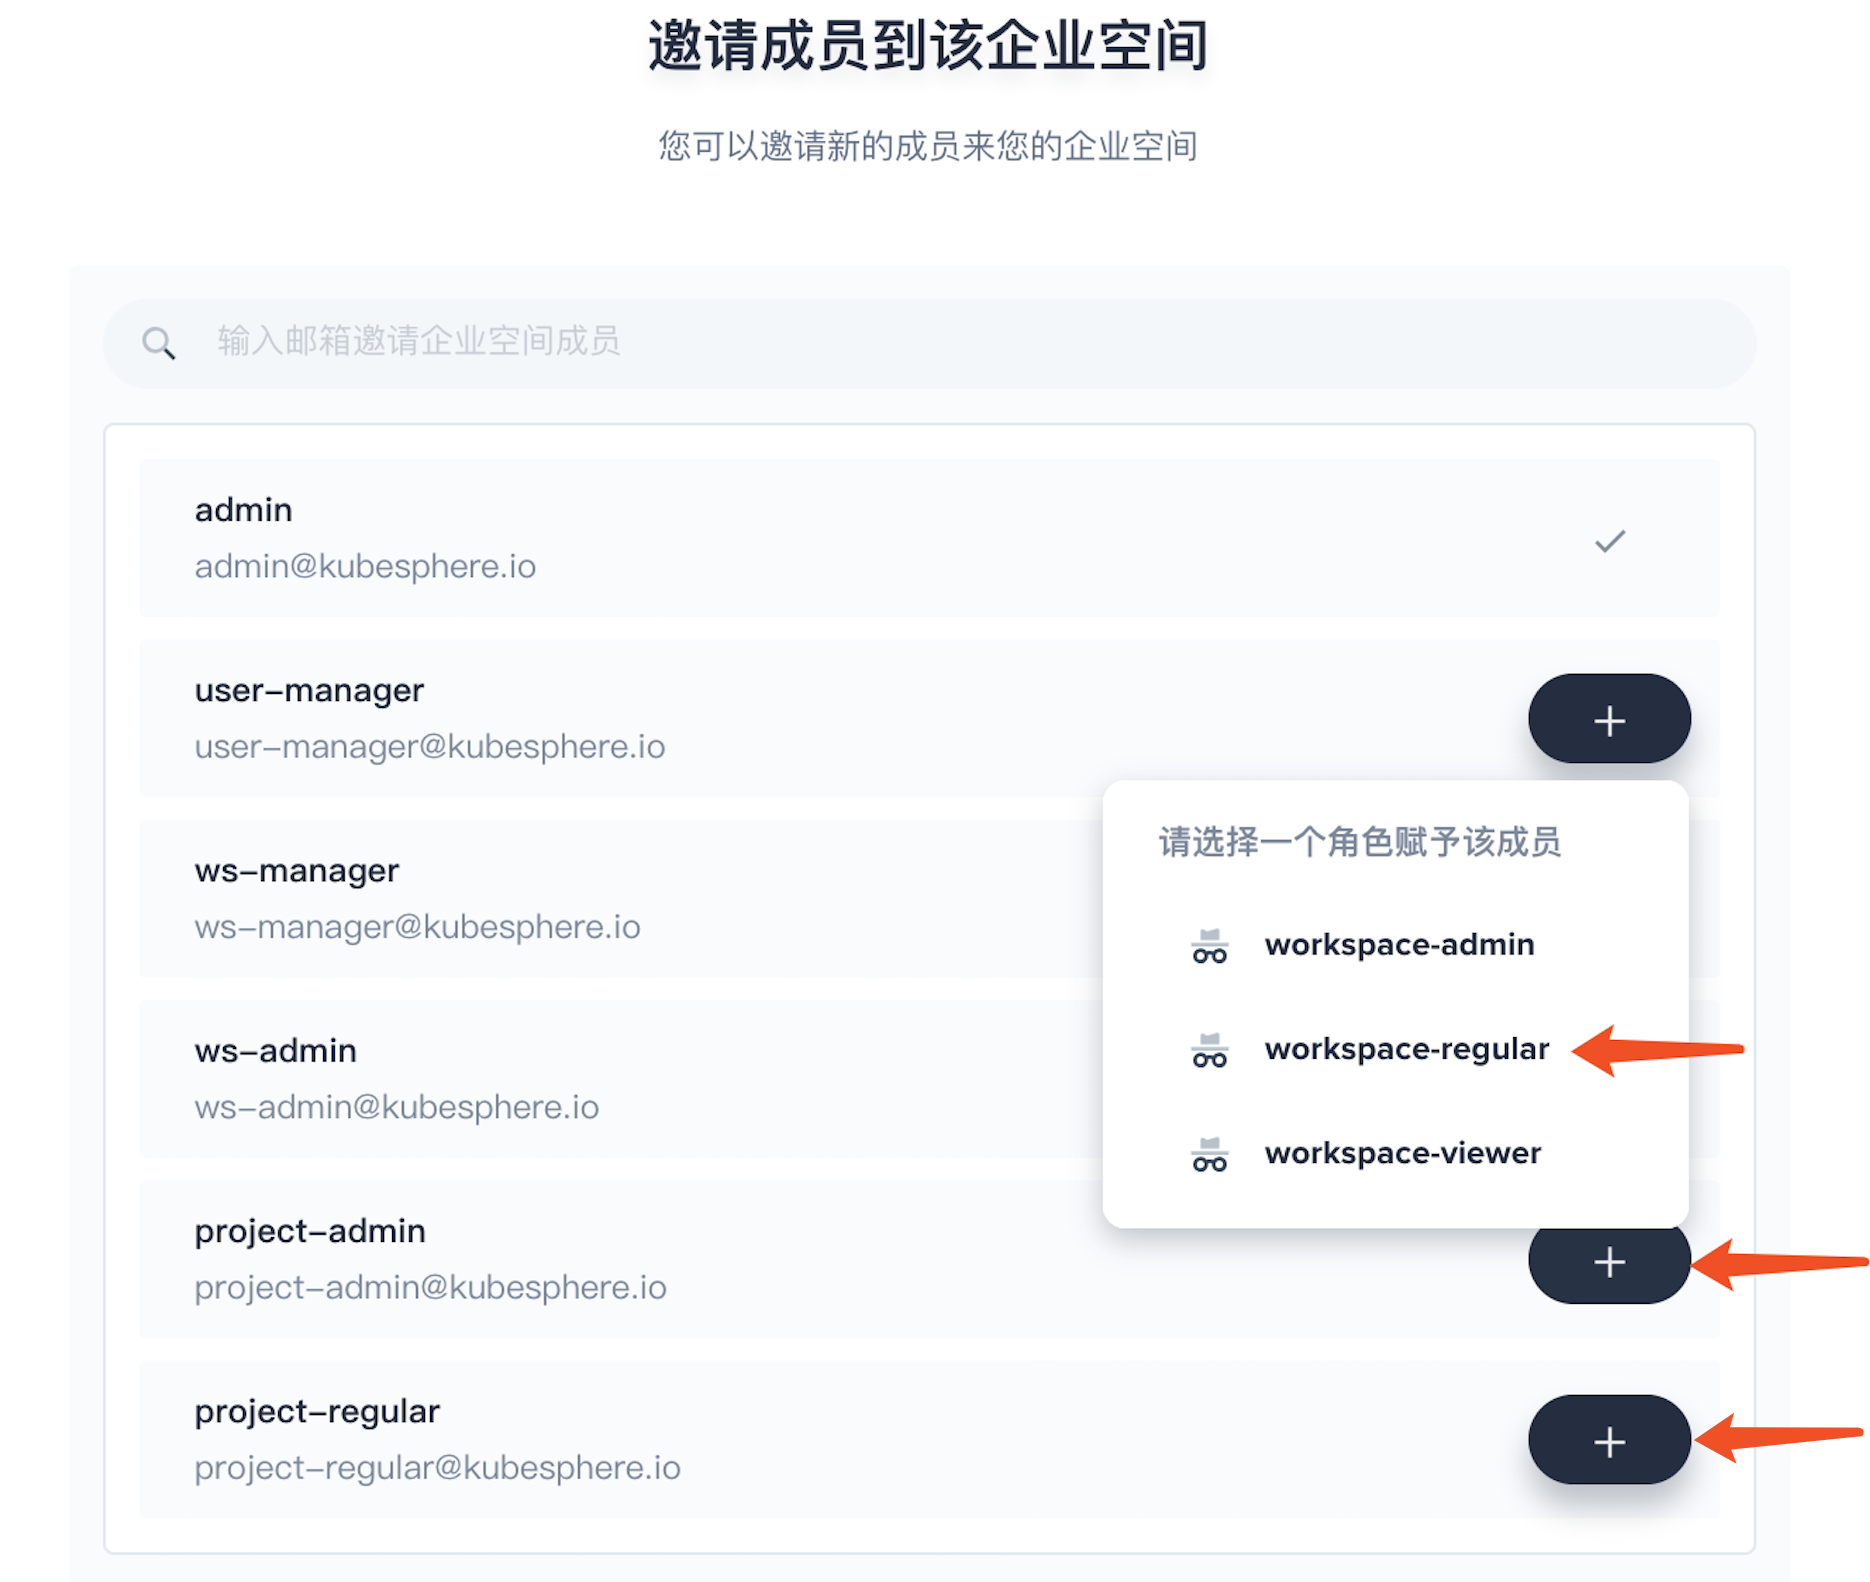 邀请成员到该企业空间
您可以邀请新的成员来您的企业空间
输入邮箱邀请企业空间成员
admin
admin@kubesphere.io
user-manager
user-manager@kubesphere.io
ws-manager
ws-manager@kubesphere.io
ws-admin
ws-admin@kubesphere.io
project-admin
project-admin@kubesphere.io
project-regular
project-regular@kubesphere.io
请选择一个角色赋予该成员
workspace-admin
workspace-regular
workspace-viewer